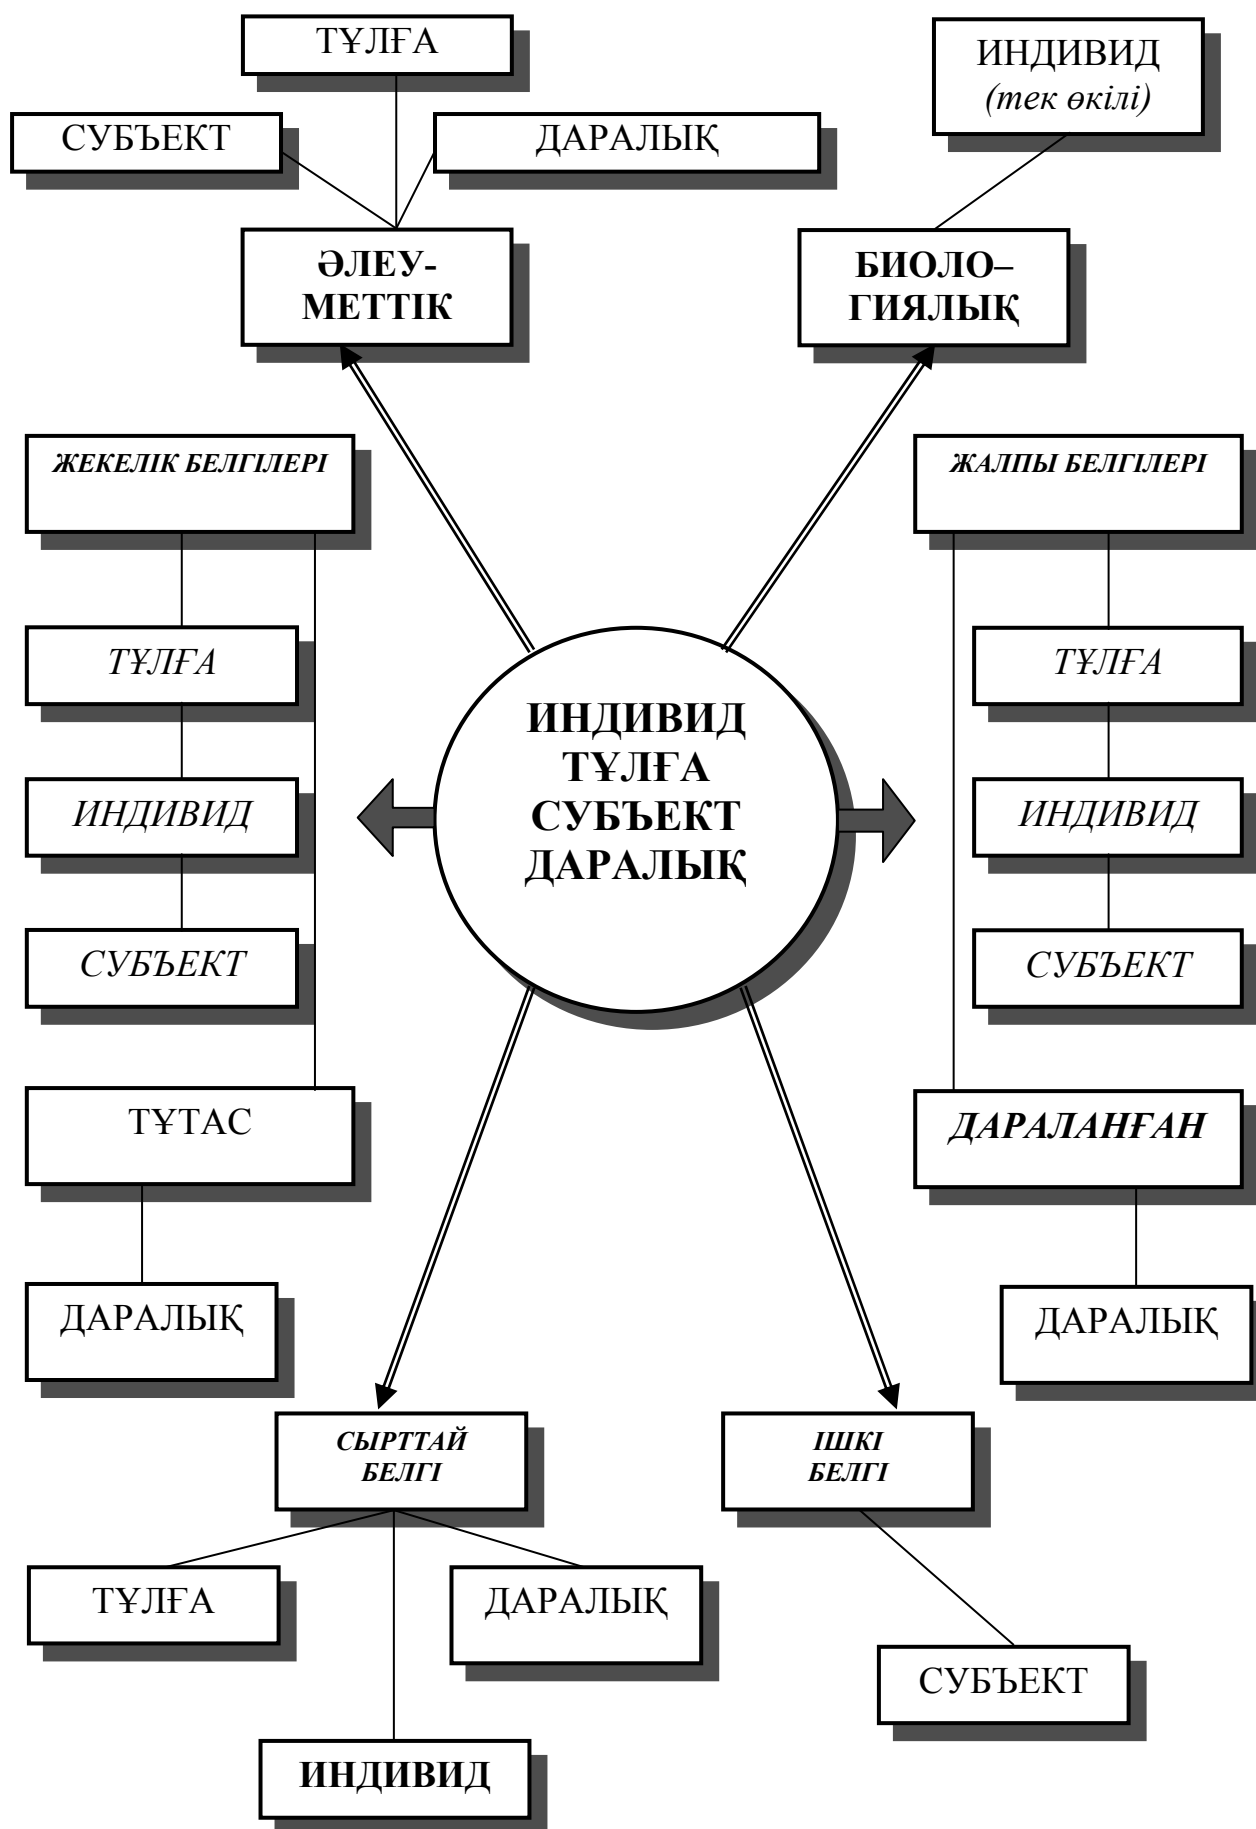 ТҰЛҒА
ИНДИВИД
(тек өкілі)
СУБЪЕКТ
ДАРАЛЫҚ
ӘЛЕУ-
МЕТТІК
БИОЛО–
ГИЯЛЫҚ
ЖЕКЕЛІК БЕЛГІЛЕРІ
ЖАЛПЫ БЕЛГІЛЕРІ
ТҰЛҒА
ИНДИВИД
СУБЪЕКТ
ИНДИВИД
ТҰЛҒА
СУБЪЕКТ
ДАРАЛЫҚ
ТҰЛҒА
ИНДИВИД
СУБЪЕКТ
ТҰТАС
ДАРАЛАНҒАН
ДАРАЛЫҚ
ДАРАЛЫҚ
СЫРТТАЙ
БЕЛГІ
ІШКІ
БЕЛГІ
ТҰЛҒА
ДАРАЛЫҚ
СУБЪЕКТ
ИНДИВИД